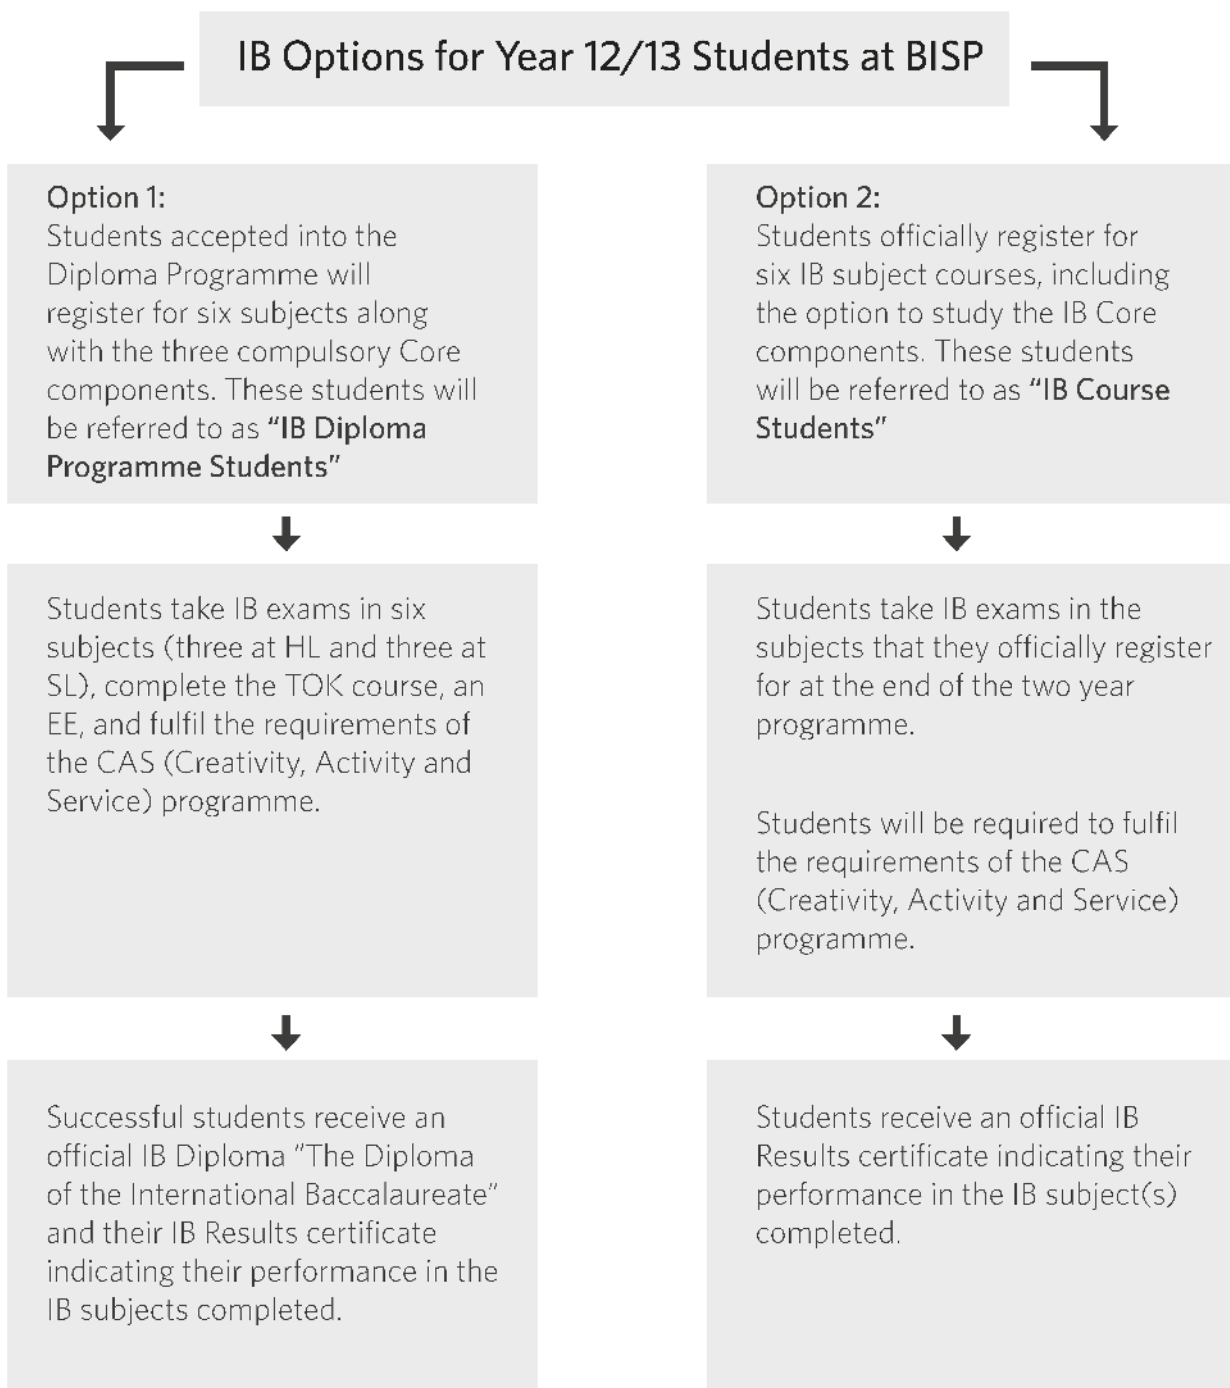 IB Options for Year 12/13 Students at BISP
Option 1:
Students accepted into the
Diploma Programme will
register for six subjects along
with the three compulsory Core
components. These students will
be referred to as “IB Diploma
Programme Students”
Students take IB exams in six
subjects (three at HL and three at
SL), complete the TOK course, an
EE, and fulfil the requirements of
the CAS (Creativity, Activity and
Service) programme.
Successful students receive an
official IB Diploma “The Diploma
of the International Baccalaureate”
and their IB Results certificate
indicating their performance in the
IB subjects completed.
Option 2:
Students officially register for
six IB subject courses, including
the option to study the IB Core
components. These students
will be referred to as “IB Course
Students”
Students take IB exams in the
subjects that they officially register
for at the end of the two year
programme.
Students will be required to fulfil
the requirements of the CAS
(Creativity, Activity and Service)
programme.
Students receive an official IB
Results certificate indicating their
performance in the IB subject(s)
completed.